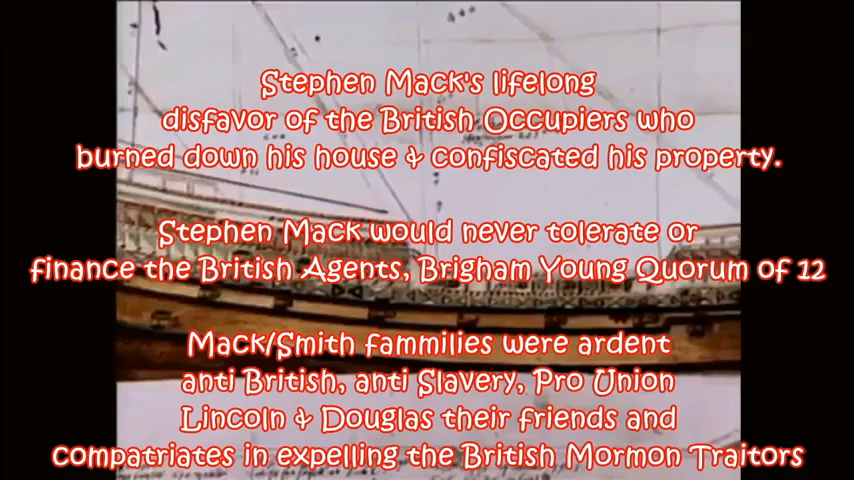 Stephen Mack's lifelong
disfavor of the British Occupiers who
burned down his house & confiscated his property.
Stephen Mack would never tolerate or
finance the British Agents, Brigham Young Quorum of 12
Mack/Smith fammilies were ardent
anti British, anti Slavery, Pro Union
Lincoln & Douglas their friends and
compatriates in expelling the British Mormon Traitors